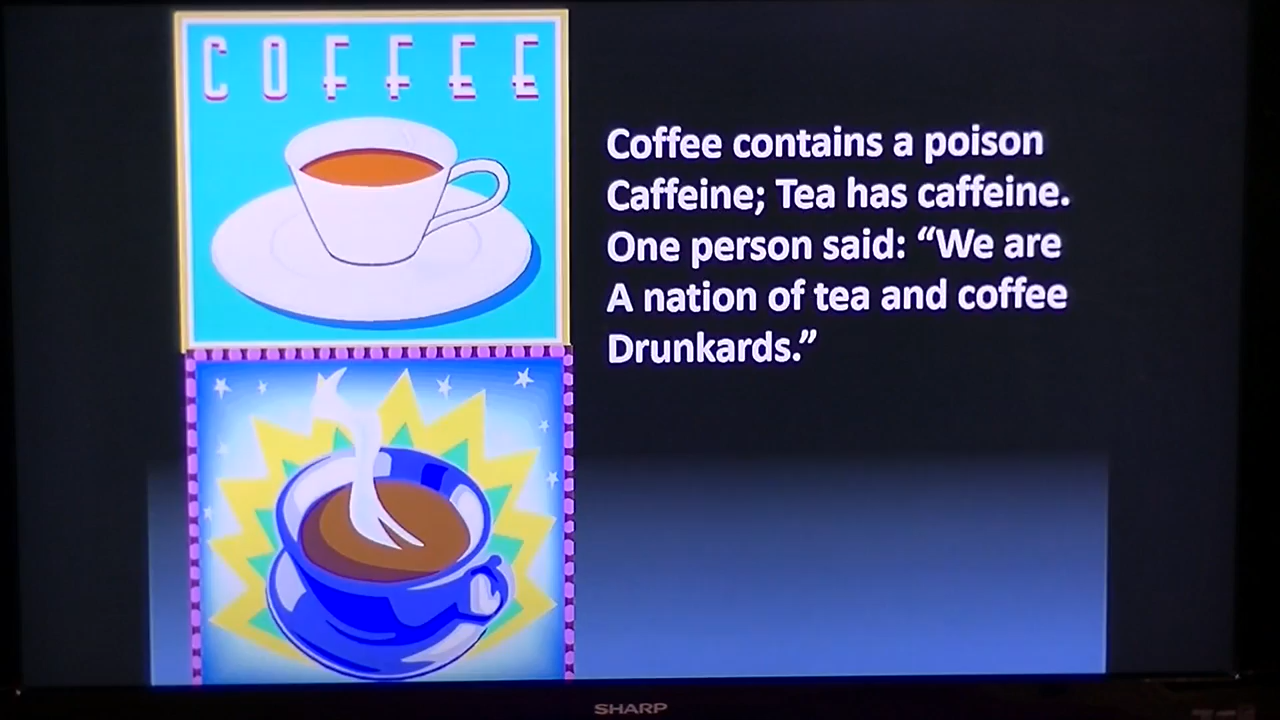 COFFEE
Coffee contains a poison
Caffeine; Tea has caffeine.
One person said: “We are
A nation of tea and coffee
Drunkards.”
SHARP